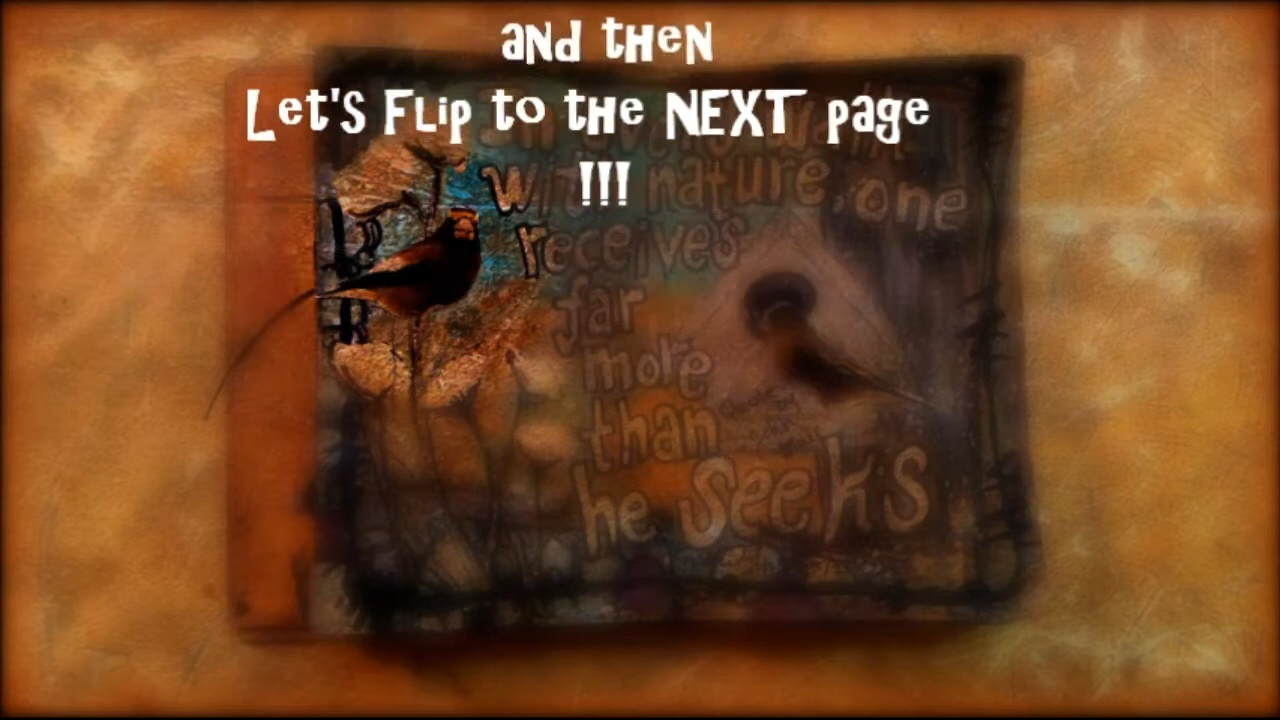 aNd tHeN
Let's FLip to tHe NEXT page
!!!
with nature, one
receives
far
more
than
he seeks